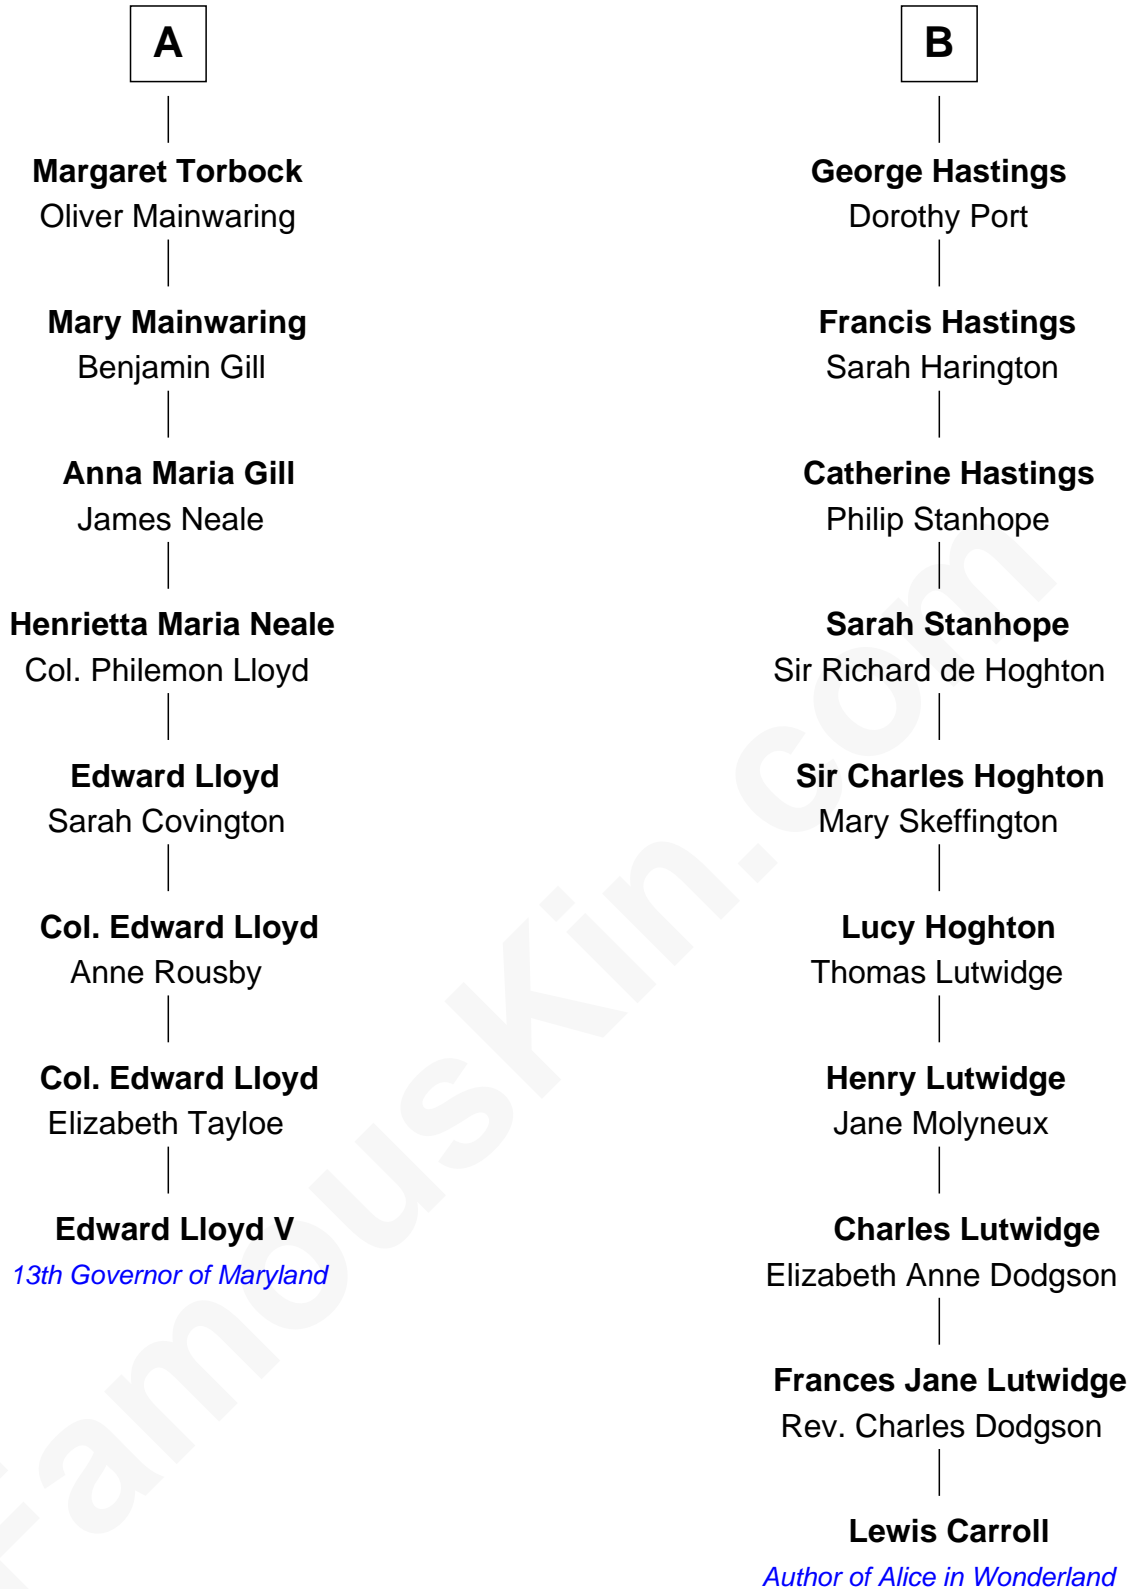 A
Margaret Torbock
Oliver Mainwaring
Mary Mainwaring
Benjamin Gill
Anna Maria Gill
James Neale
Henrietta Maria Neale
Col. Philemon Lloyd
Edward Lloyd
Sarah Covington
Col. Edward Lloyd
Anne Rousby
Col. Edward Lloyd
Elizabeth Tayloe
Edward Lloyd V
13th Governor of Maryland
B
George Hastings
Dorothy Port
Francis Hastings
Sarah Harington
Catherine Hastings
Philip Stanhope
Sarah Stanhope
Sir Richard de Hoghton
Sir Charles Hoghton
Mary Skeffington
Lucy Hoghton
Thomas Lutwidge
Henry Lutwidge
Jane Molyneux
Charles Lutwidge
Elizabeth Anne Dodgson
Frances Jane Lutwidge
Rev. Charles Dodgson
Lewis Carroll
Author of Alice in Wonderland
FamousKin.com